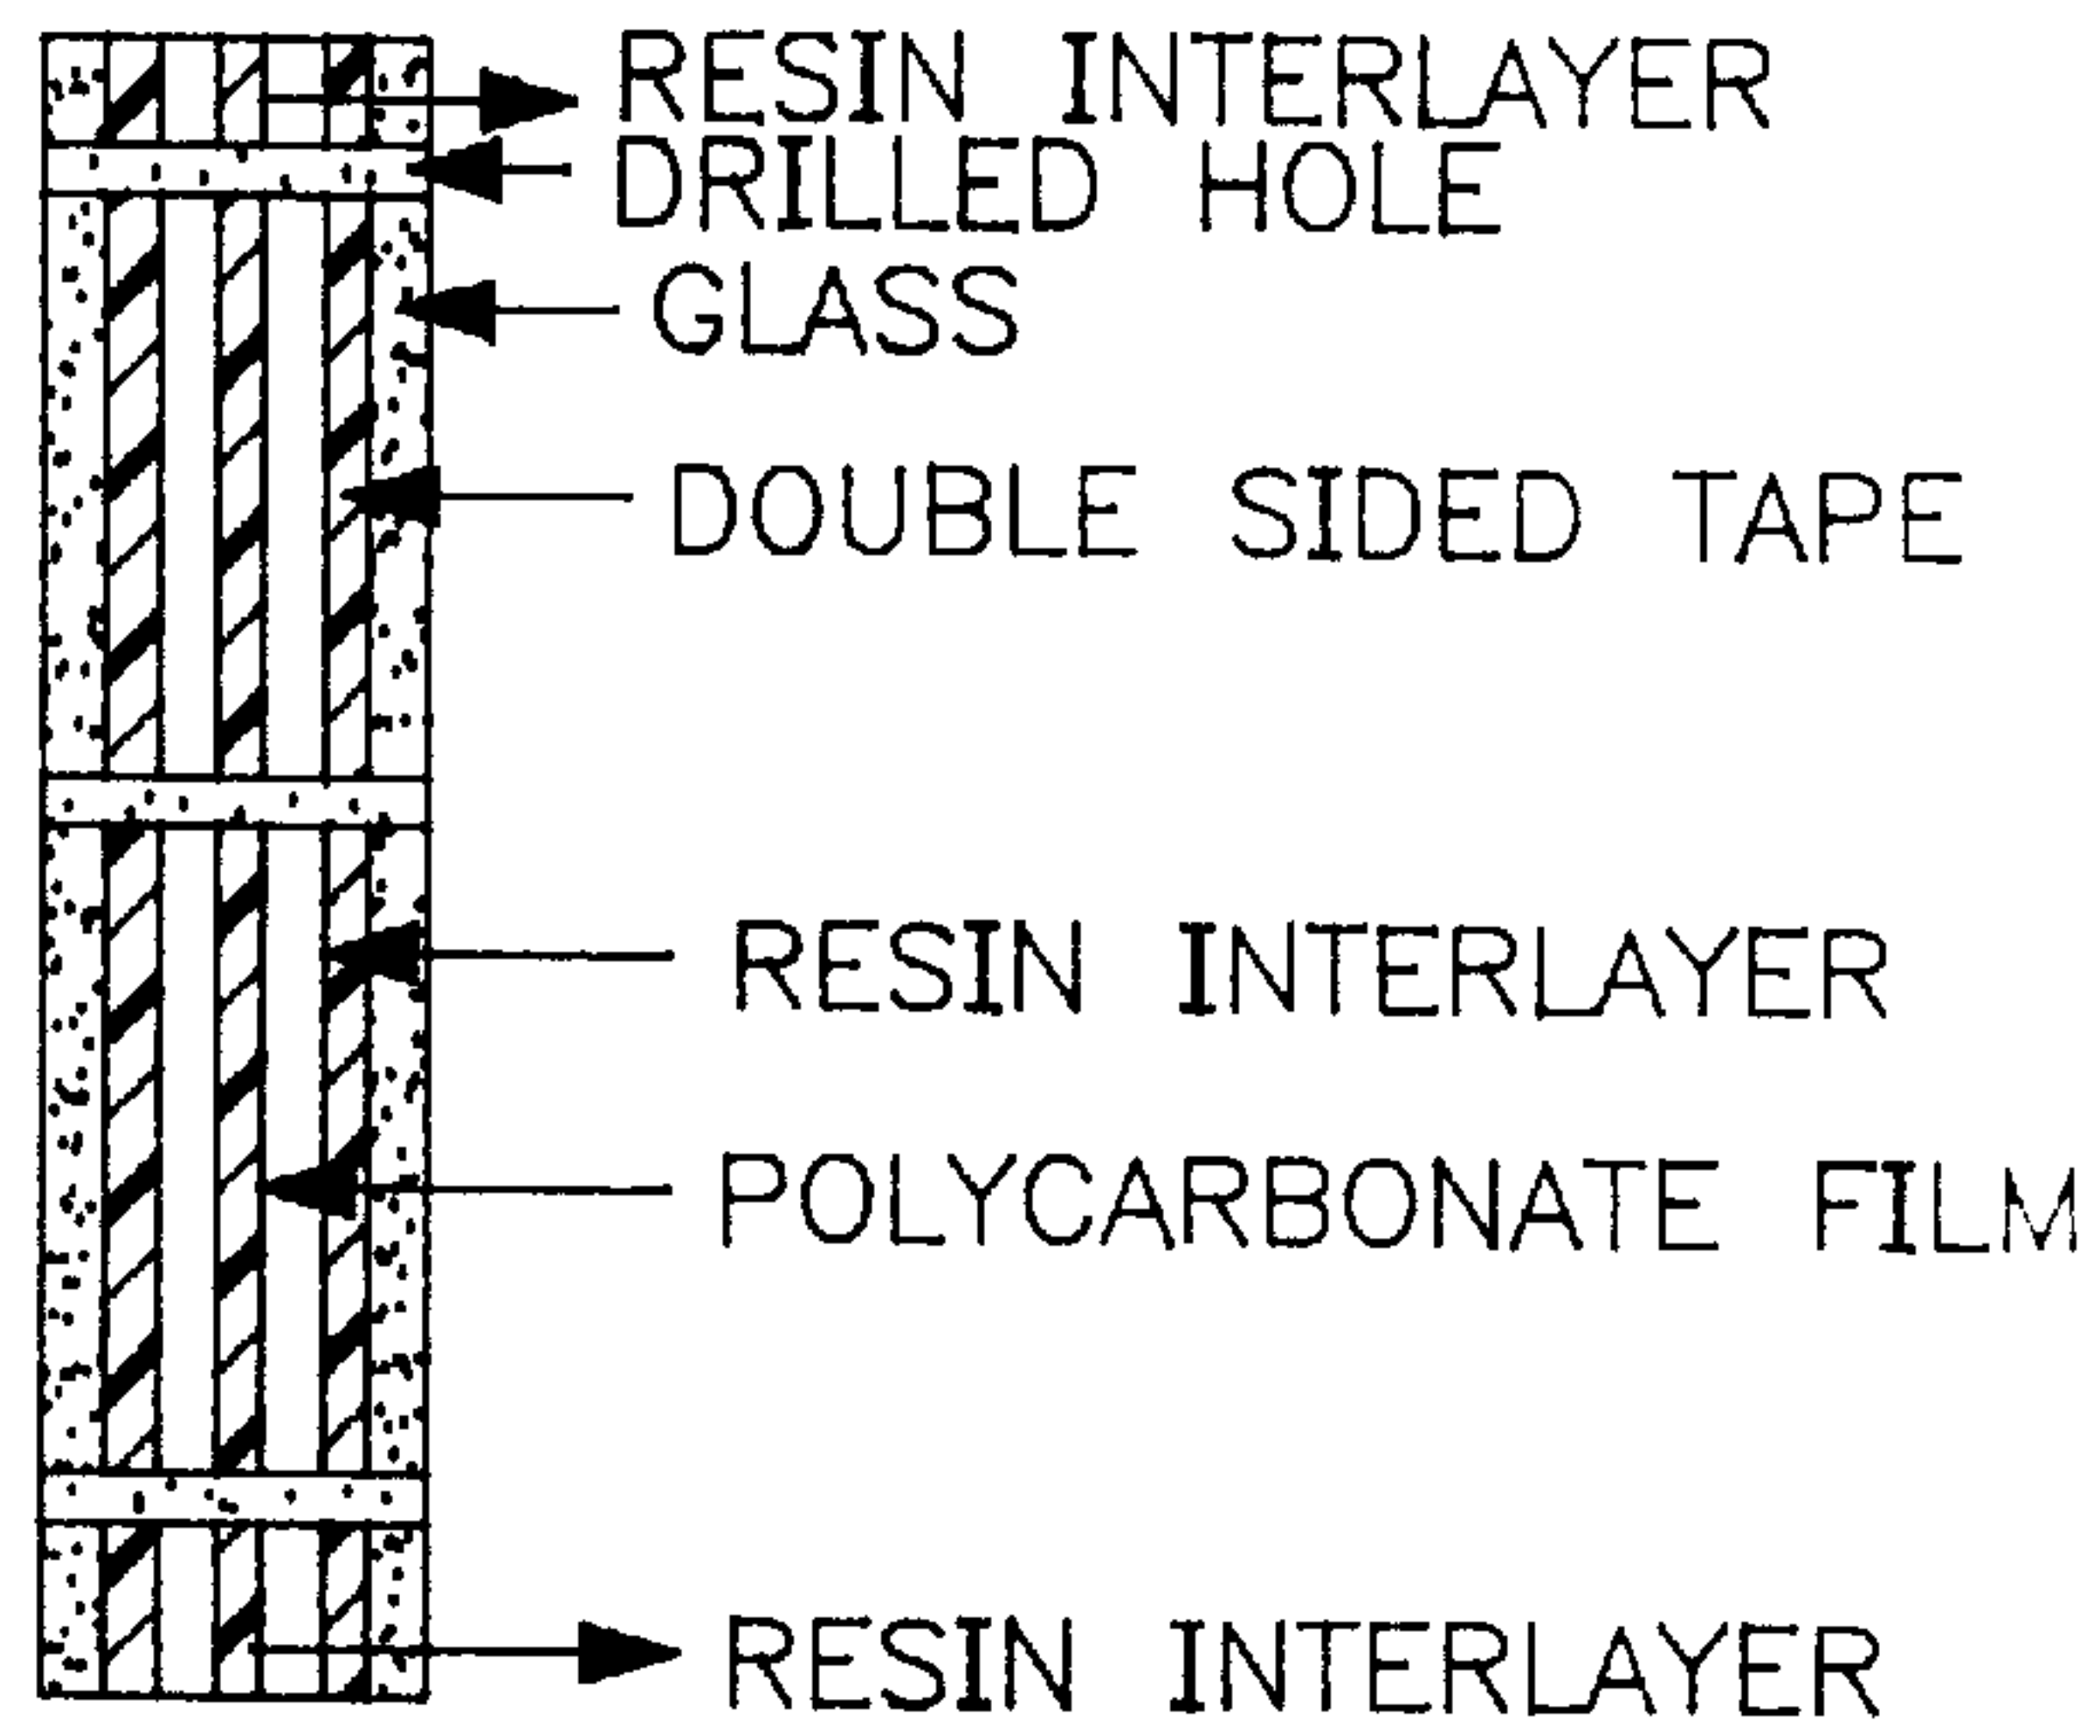 RESIN INTERLAYER
DRILLED HOLE
GLASS
DOUBLE SIDED TAPE
RESIN INTERLAYER
POLYCARBONATE FILM
RESIN INTERLAYER